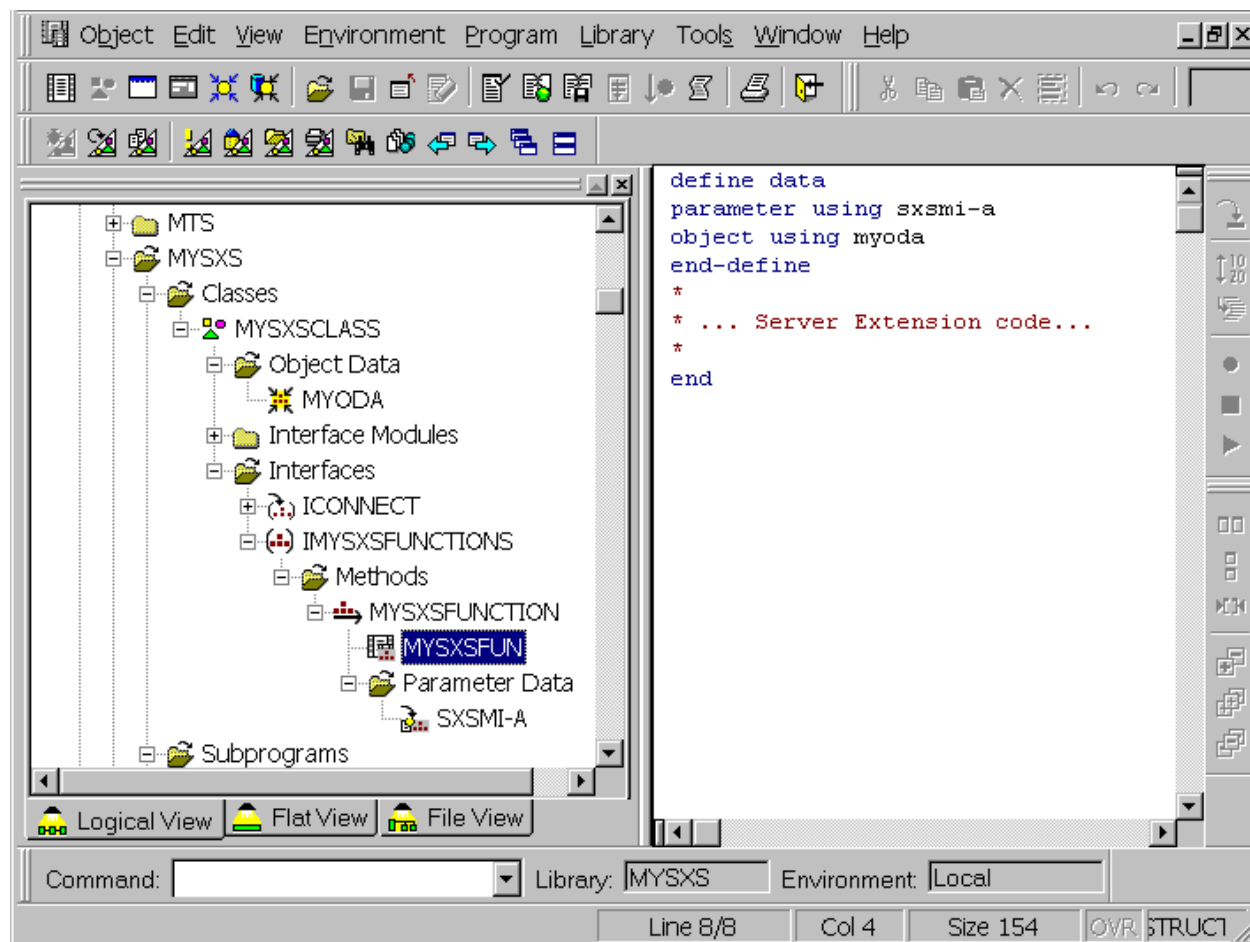 Object Edit View Environment Program Library Tools Window Help
MTS
MYSXS
Classes
MYSXSCLASS
Object Data
MYODA
Interface Modules
Interfaces
ICONNECT
IMYSXSFUNCTIONS
Methods
MYSXSFUNCTION
MYSXSFUN
Parameter Data
SXSMI-A
Subprograms
Logical View Flat View File View
define data
parameter using sxsmi-a
object using myoda
end-define
*
* ... Server Extension code...
*
end
10
20
Command: Library: MYSXS Environment: Local
Line 8/8 Col 4 Size 154 OVR STRUCT